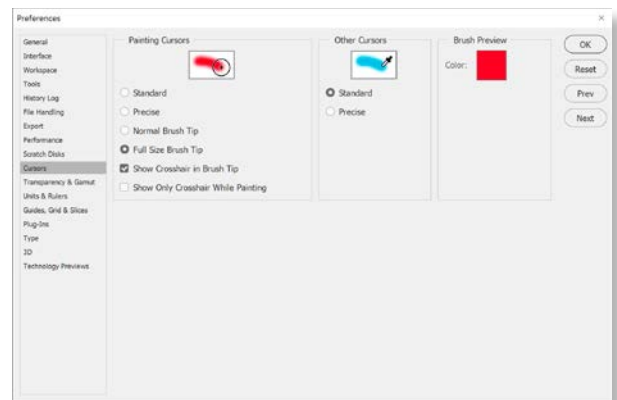 Preferences
General
Interface
Workspace
Tools
History Log
File Handling
Export
Performance
Scratch Disks
Cursors
Transparency & Gamut
Units & Rulers
Guides, Grid & Slices
Plug-Ins
Type
3D
Technology Previews
Painting Cursors
Standard
Precise
Normal Brush Tip
Full Size Brush Tip
Show Crosshair in Brush Tip
Show Only Crosshair While Painting
Other Cursors
Standard
Precise
Brush Preview
Color:
OK
Reset
Prev
Next